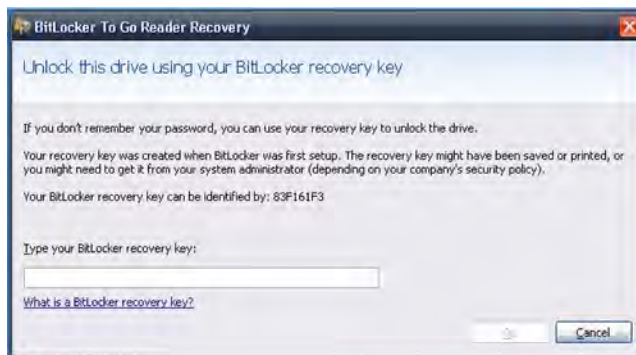 BitLocker To Go Reader Recovery
Unlock this drive using your BitLocker recovery key
If you don't remember your password, you can use your recovery key to unlock the drive.
Your recovery key was created when BitLocker was first setup. The recovery key might have been saved or printed, or
you might need to get it from your system administrator (depending on your company's security policy).
Your BitLocker recovery key can be identified by: 83F161F3
Type your BitLocker recovery key:
What is a BitLocker recovery key?
Cancel